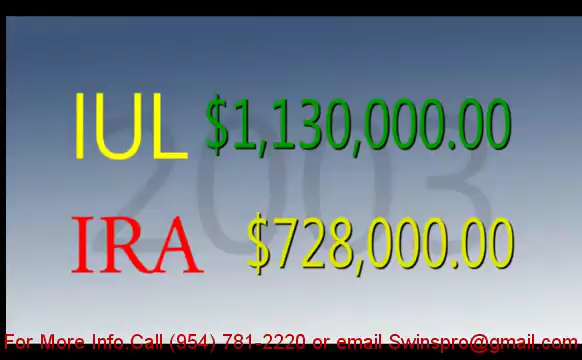 2003
IUL $1,130,000.00
IRA $728,000.00
For More Info.Call (954) 781-2220 or email Swinspro@gmail.com